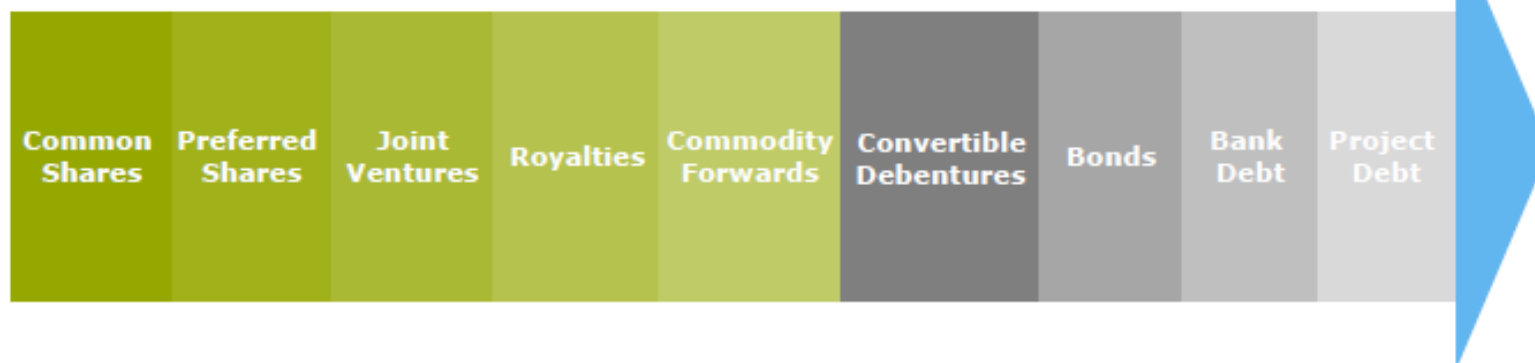 Common
Shares
Preferred
Shares
Joint
Ventures
Royalties
Commodity
Forwards
Convertible
Debentures
Bonds
Bank
Debt
Project
Debt